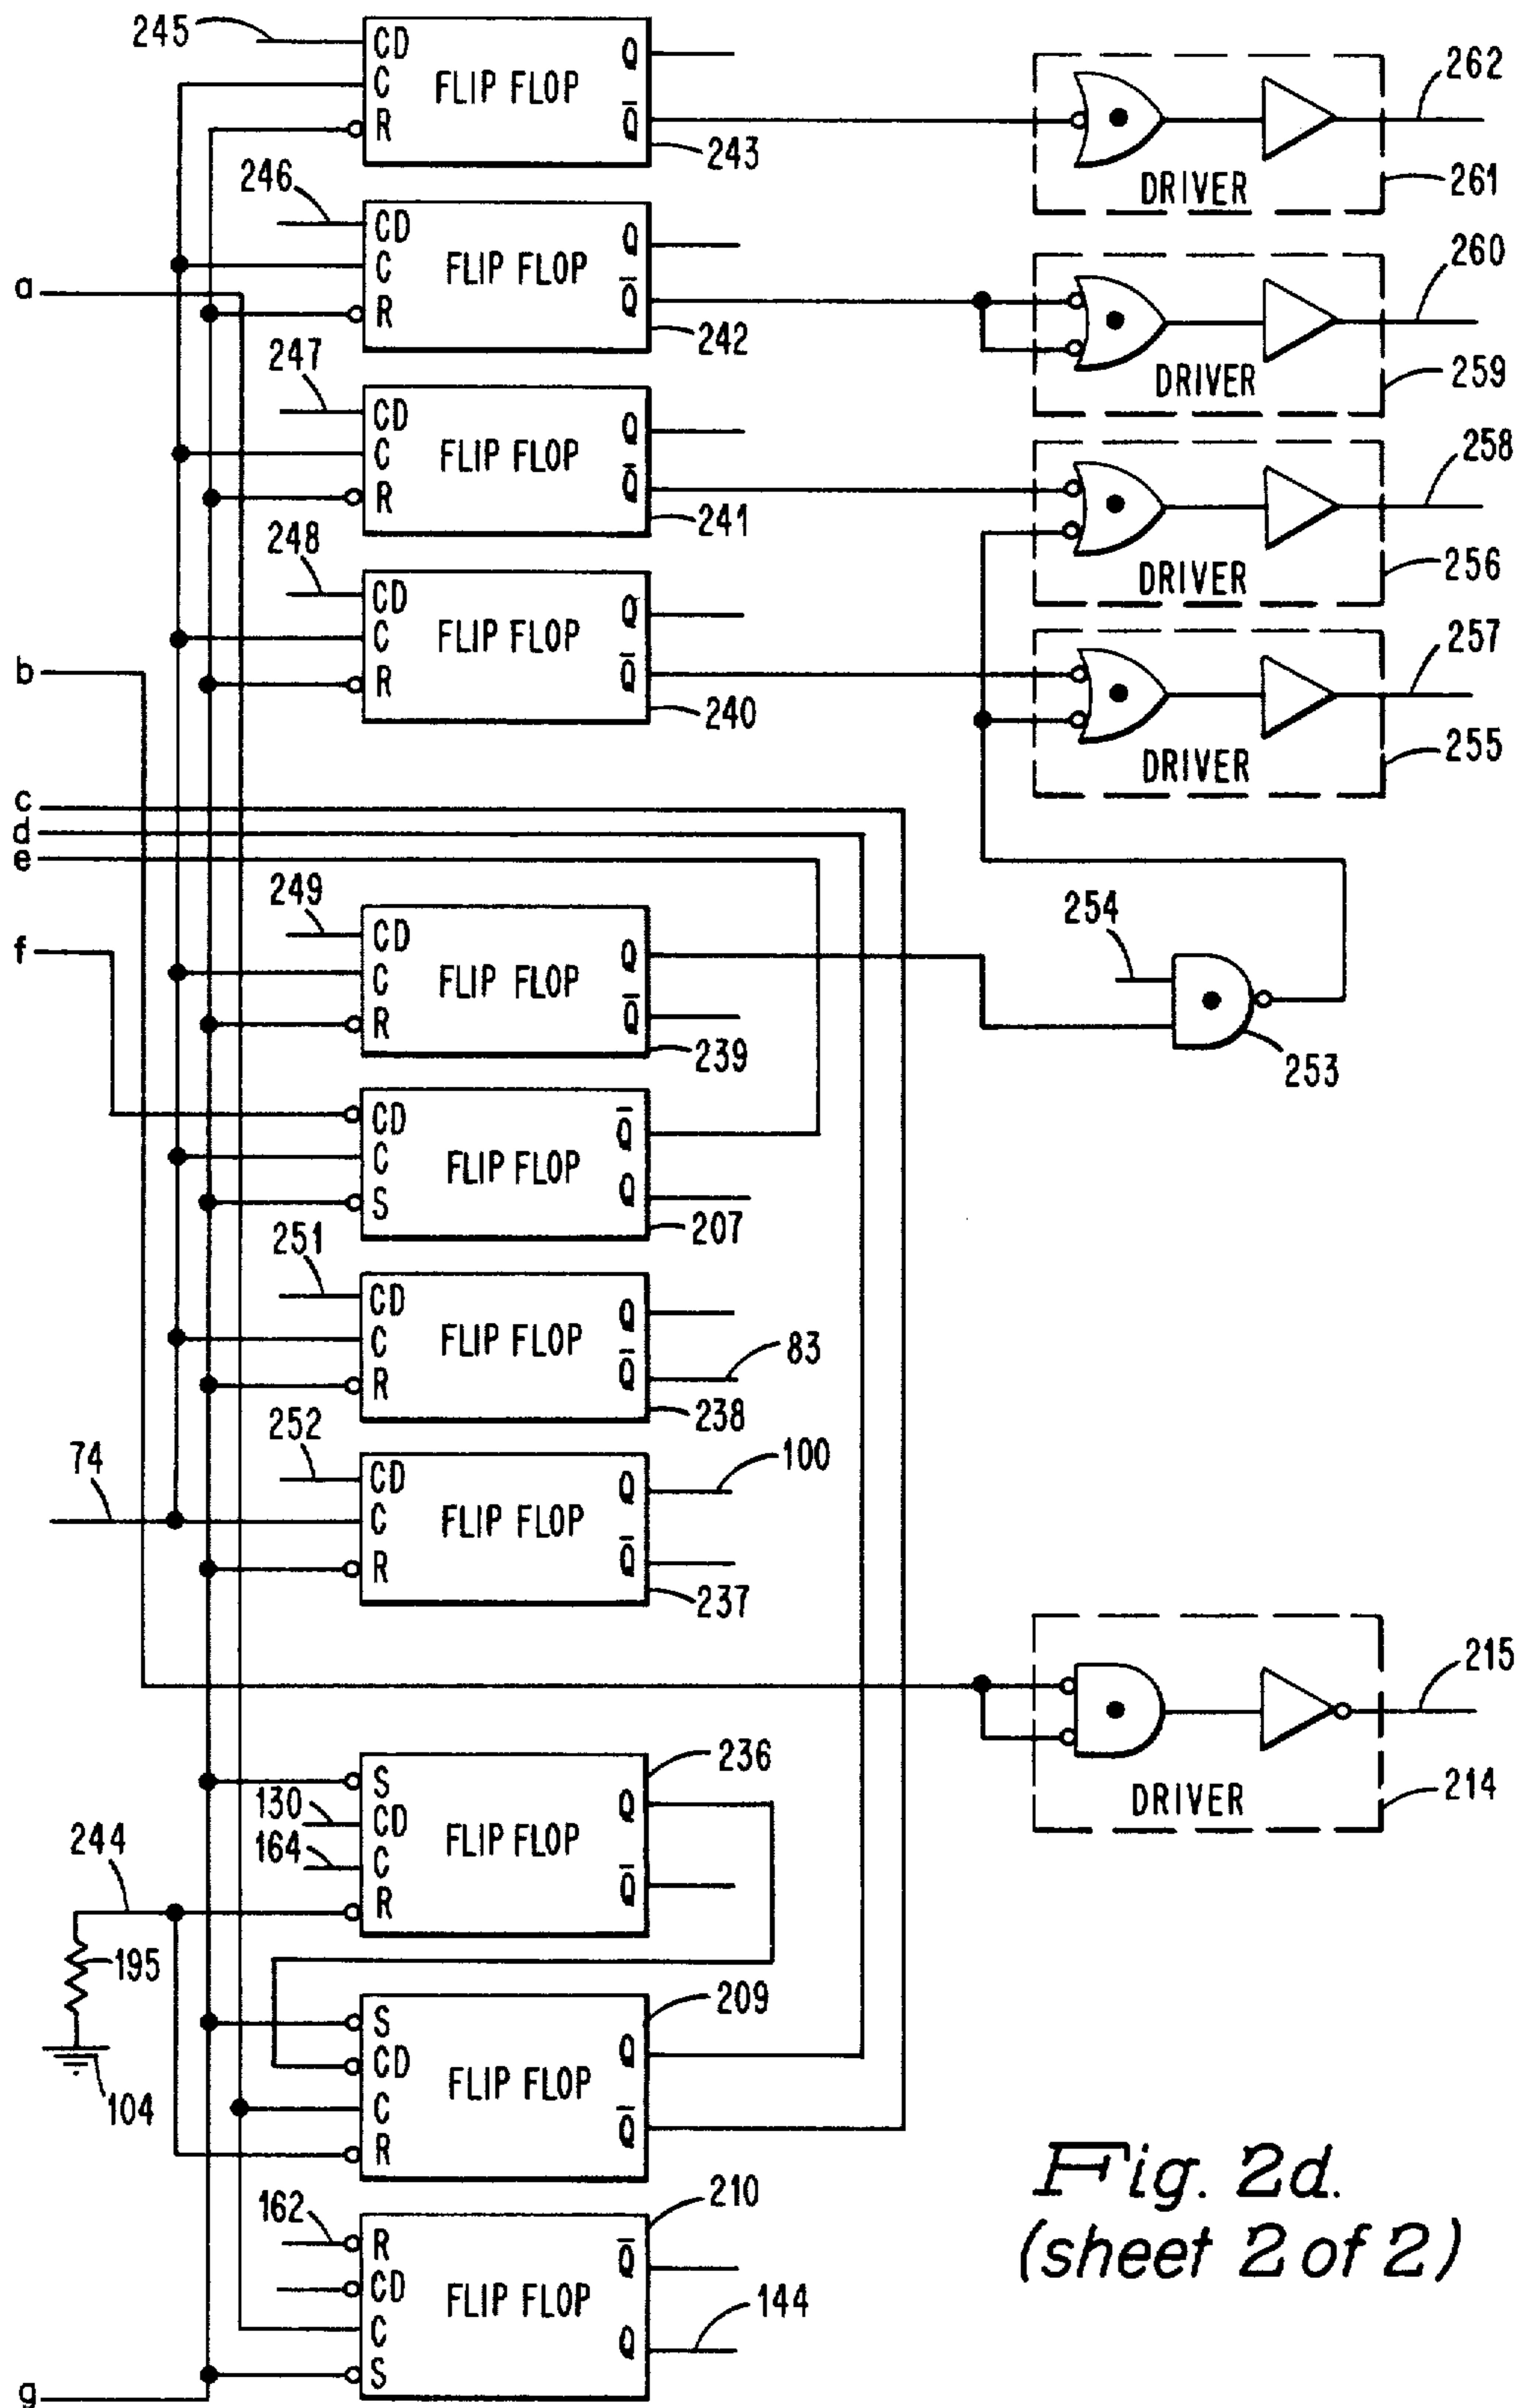 245
CD
C
R
FLIP FLOP
Q
Q̅
243
DRIVER
262
261
246
CD
C
R
FLIP FLOP
Q
Q̅
242
DRIVER
260
259
a
247
CD
C
R
FLIP FLOP
Q
Q̅
241
DRIVER
258
256
248
CD
C
R
FLIP FLOP
Q
Q̅
240
DRIVER
257
255
b
c
d
e
f
249
CD
C
R
FLIP FLOP
Q
Q̅
239
254
253
CD
C
S
FLIP FLOP
Q̅
Q
207
251
CD
C
R
FLIP FLOP
Q
Q̅
83
238
74
252
CD
C
R
FLIP FLOP
Q
Q̅
100
237
DRIVER
215
214
S
130
CD
164
C
R
FLIP FLOP
Q
Q̅
236
244
195
104
S
CD
C
R
FLIP FLOP
Q
Q̅
209
162
R
CD
C
S
FLIP FLOP
Q̅
Q
210
144
g
Fig. 2d.
(sheet 2 of 2)